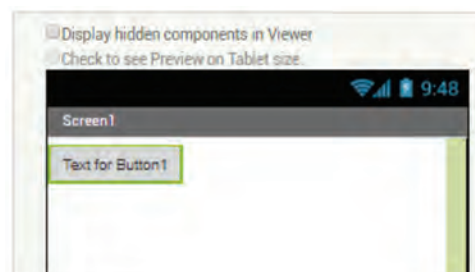 Display hidden components in Viewer
Check to see Preview on Tablet size.
9:48
Screen1
Text for Button1